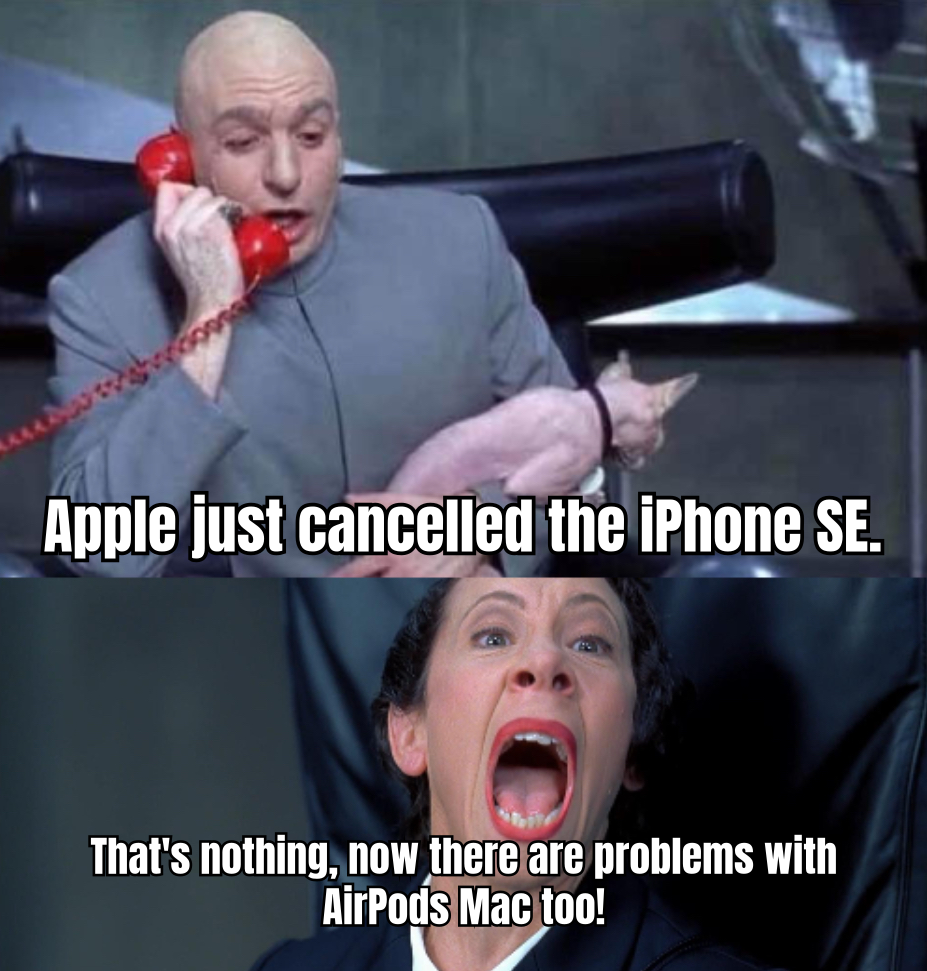 Apple just cancelled the iPhone SE.
That's nothing, now there are problems with
AirPods Mac too!